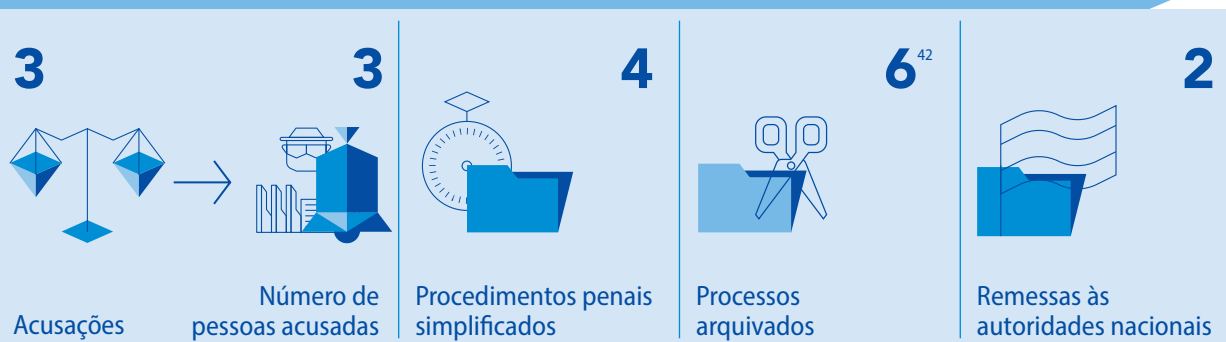 3
Acusações
3
Número de
pessoas acusadas
4
Procedimentos penais
simplificados
6 42
Processos
arquivados
2
Remessas às
autoridades nacionais